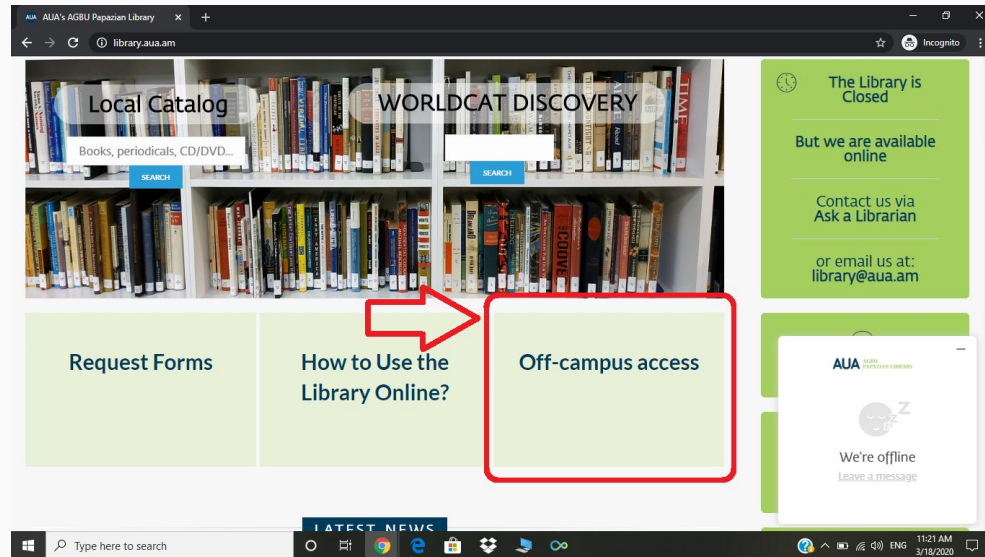 AUA AUA's AGBU Papazian Library
library.aua.am
Incognito
Local Catalog
Books, periodicals, CD/DVD...
SEARCH
WORLDCAT DISCOVERY
SEARCH
The Library is
Closed
But we are available
online
Contact us via
Ask a Librarian
or email us at:
library@aua.am
Request Forms
How to Use the
Library Online?
Off-campus access
AUA AGBU
PAPAZIAN LIBRARY
We're offline
Leave a message
LATEST NEWS
Type here to search
ENG
11:21 AM
3/18/2020